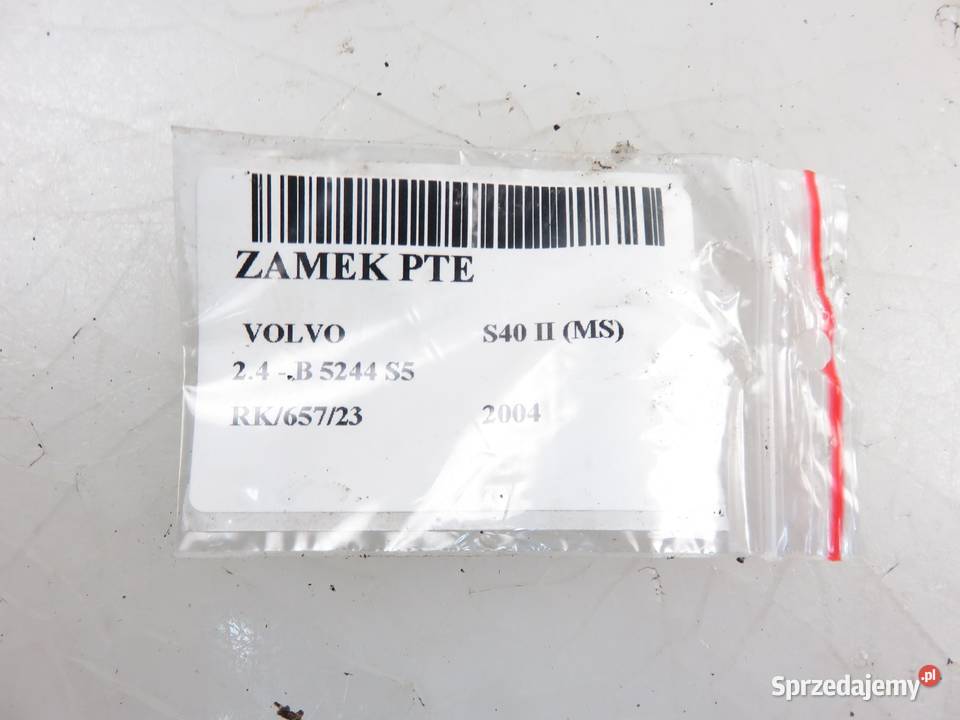 ZAMEK PTE
VOLVO S40 II (MS)
2.4 - B 5244 S5
RK/657/23 2004
Sprzedajemy.pl